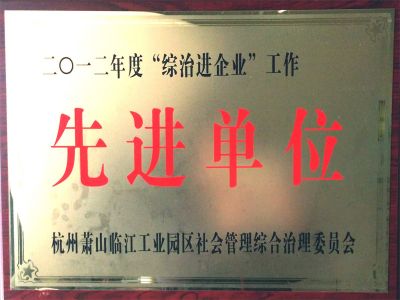 二〇一二年度“综治进企业”工作
先进单位
杭州萧山临江工业园区社会管理综合治理委员会